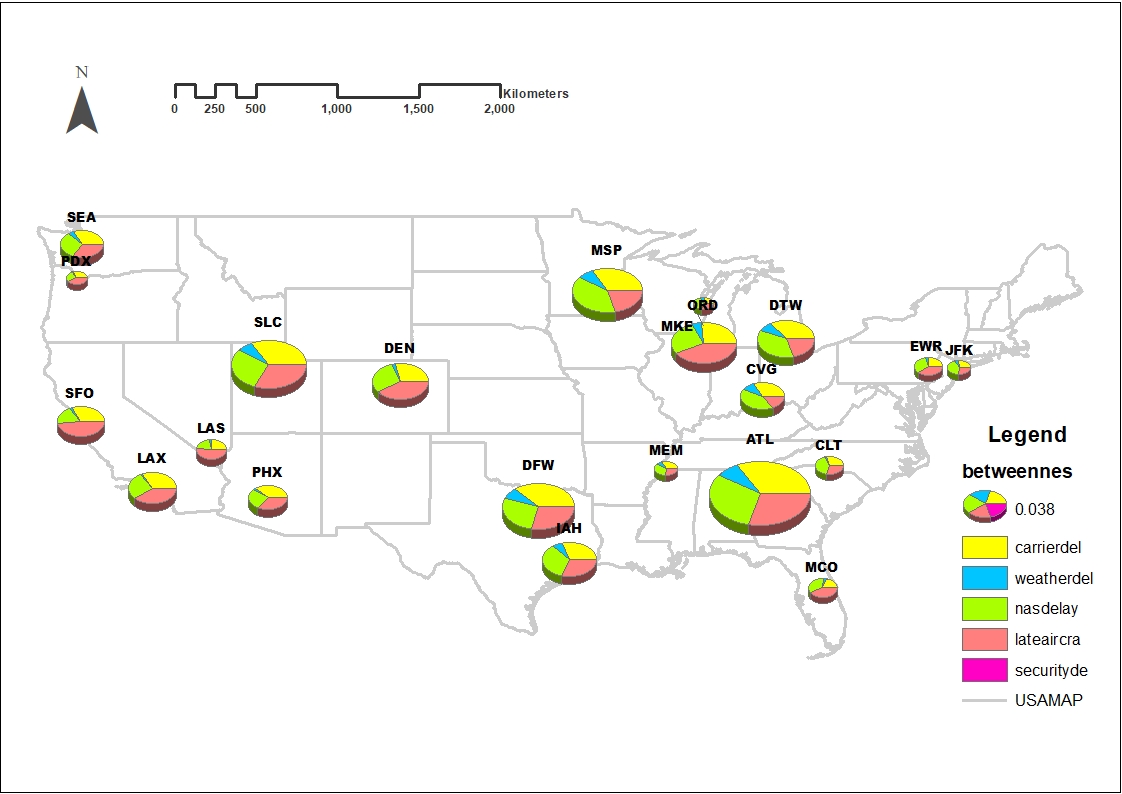 N
Kilometers
0 250 500 1,000 1,500 2,000
SEA
PDX
MSP
ORD
DTW
SLC
MKE
DEN
EWR JFK
CVG
SFO
LAS
ATL
CLT
Legend
MEM
LAX
DFW
betweennes
PHX
0.038
IAH
carrierdel
MCO
weatherdel
nasdelay
lateaircra
securityde
USAMAP